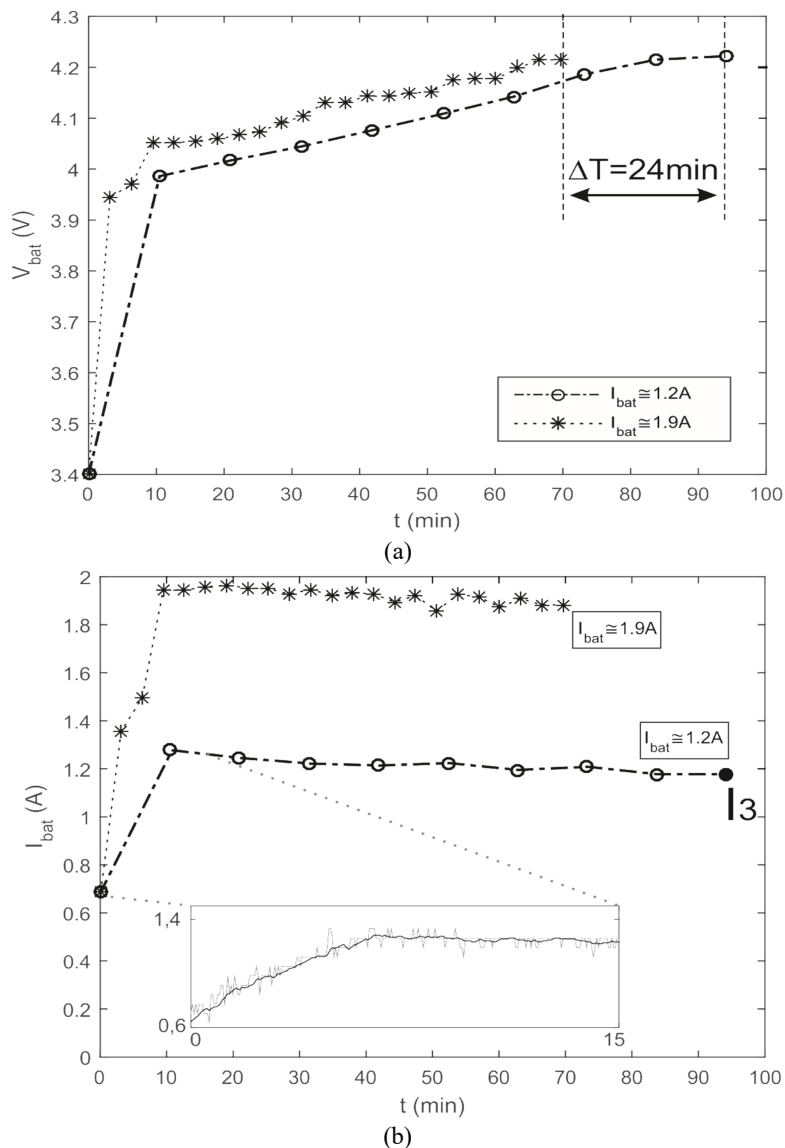 4.3
4.2
4.1
4
3.9
3.8
3.7
3.6
3.5
3.4
V_bat (V)
ΔT=24min
I_bat≅1.2A
I_bat≅1.9A
0 10 20 30 40 50 60 70 80 90 100
t (min)
(a)
2
1.8
1.6
1.4
1.2
1
0.8
0.6
0.4
0.2
0
I_bat (A)
I_bat≅1.9A
I_bat≅1.2A
I3
1,4
0,6
0 15
0 10 20 30 40 50 60 70 80 90 100
t (min)
(b)